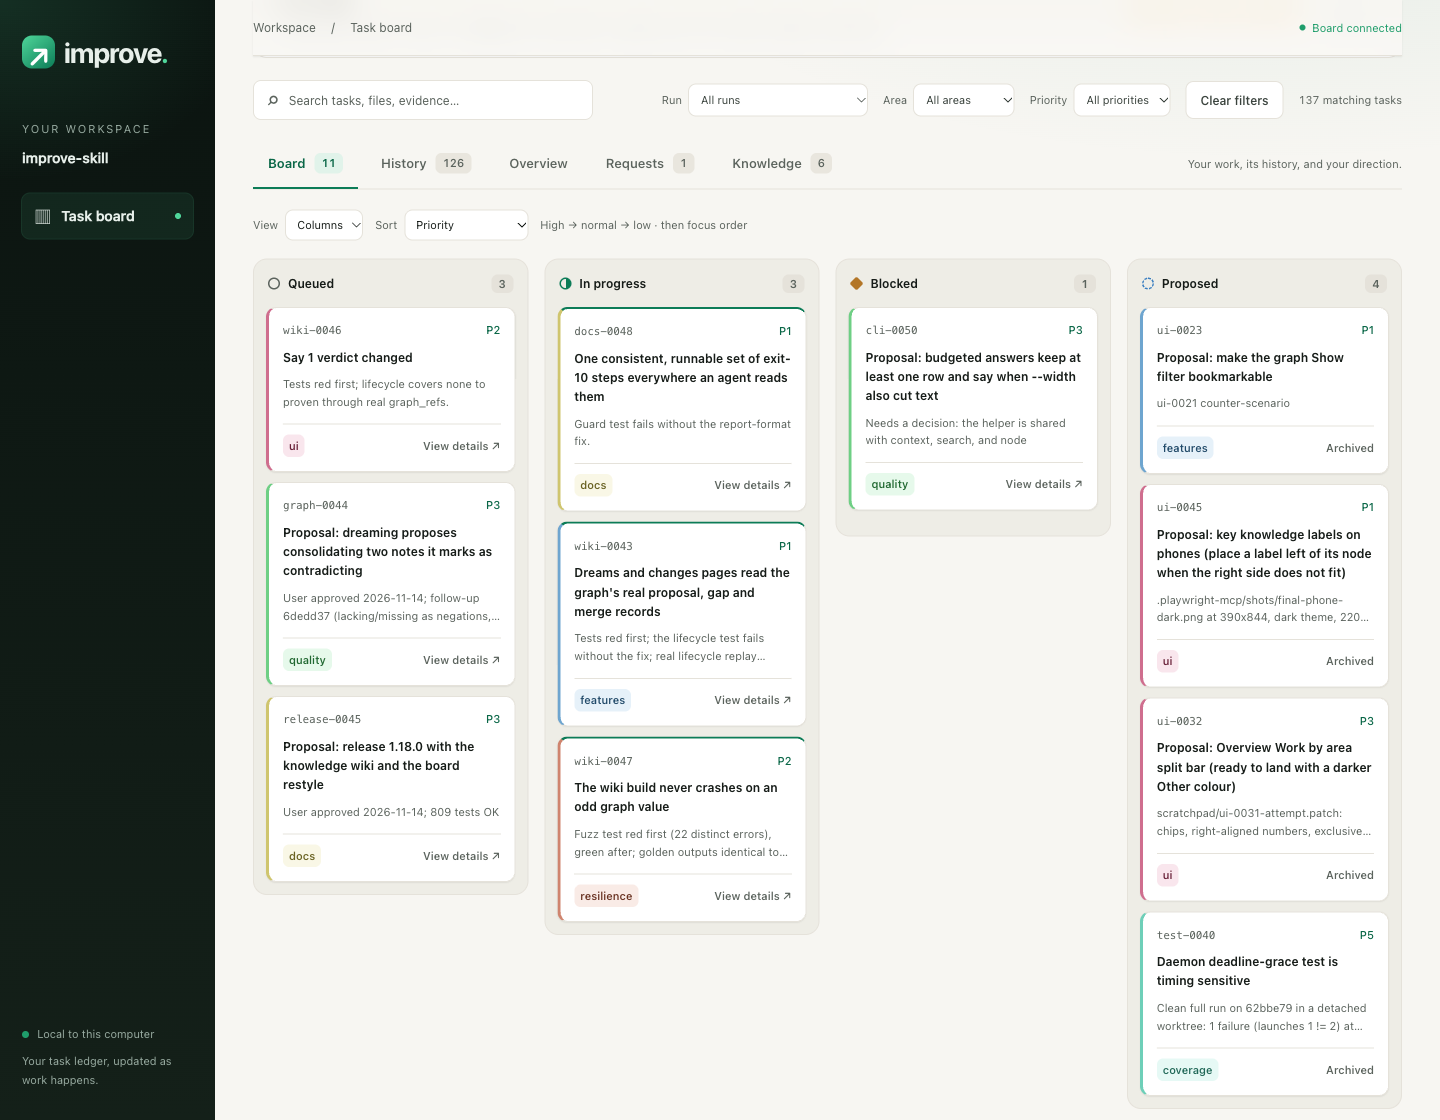 improve.
YOUR WORKSPACE
improve-skill
Task board
Local to this computer
Your task ledger, updated as
work happens.
Workspace / Task board
Board connected
Search tasks, files, evidence...
Run All runs Area All areas Priority All priorities Clear filters 137 matching tasks
Board 11 History 126 Overview Requests 1 Knowledge 6
Your work, its history, and your direction.
View Columns Sort Priority High → normal → low · then focus order
Queued 3
wiki-0046 P2
Say 1 verdict changed
Tests red first; lifecycle covers none to
proven through real graph_refs.
ui View details ↗
graph-0044 P3
Proposal: dreaming proposes
consolidating two notes it marks as
contradicting
User approved 2026-11-14; follow-up
6dedd37 (lacking/missing as negations,...
quality View details ↗
release-0045 P3
Proposal: release 1.18.0 with the
knowledge wiki and the board
restyle
User approved 2026-11-14; 809 tests OK
docs View details ↗
In progress 3
docs-0048 P1
One consistent, runnable set of exit-
10 steps everywhere an agent reads
them
Guard test fails without the report-format
fix.
docs View details ↗
wiki-0043 P1
Dreams and changes pages read the
graph's real proposal, gap and
merge records
Tests red first; the lifecycle test fails
without the fix; real lifecycle replay...
features View details ↗
wiki-0047 P2
The wiki build never crashes on an
odd graph value
Fuzz test red first (22 distinct errors),
green after; golden outputs identical to...
resilience View details ↗
Blocked 1
cli-0050 P3
Proposal: budgeted answers keep at
least one row and say when --width
also cut text
Needs a decision: the helper is shared
with context, search, and node
quality View details ↗
Proposed 4
ui-0023 P1
Proposal: make the graph Show
filter bookmarkable
ui-0021 counter-scenario
features Archived
ui-0045 P1
Proposal: key knowledge labels on
phones (place a label left of its node
when the right side does not fit)
.playwright-mcp/shots/final-phone-
dark.png at 390x844, dark theme, 220...
ui Archived
ui-0032 P3
Proposal: Overview Work by area
split bar (ready to land with a darker
Other colour)
scratchpad/ui-0031-attempt.patch:
chips, right-aligned numbers, exclusive...
ui Archived
test-0040 P5
Daemon deadline-grace test is
timing sensitive
Clean full run on 62bbe79 in a detached
worktree: 1 failure (launches 1 != 2) at...
coverage Archived